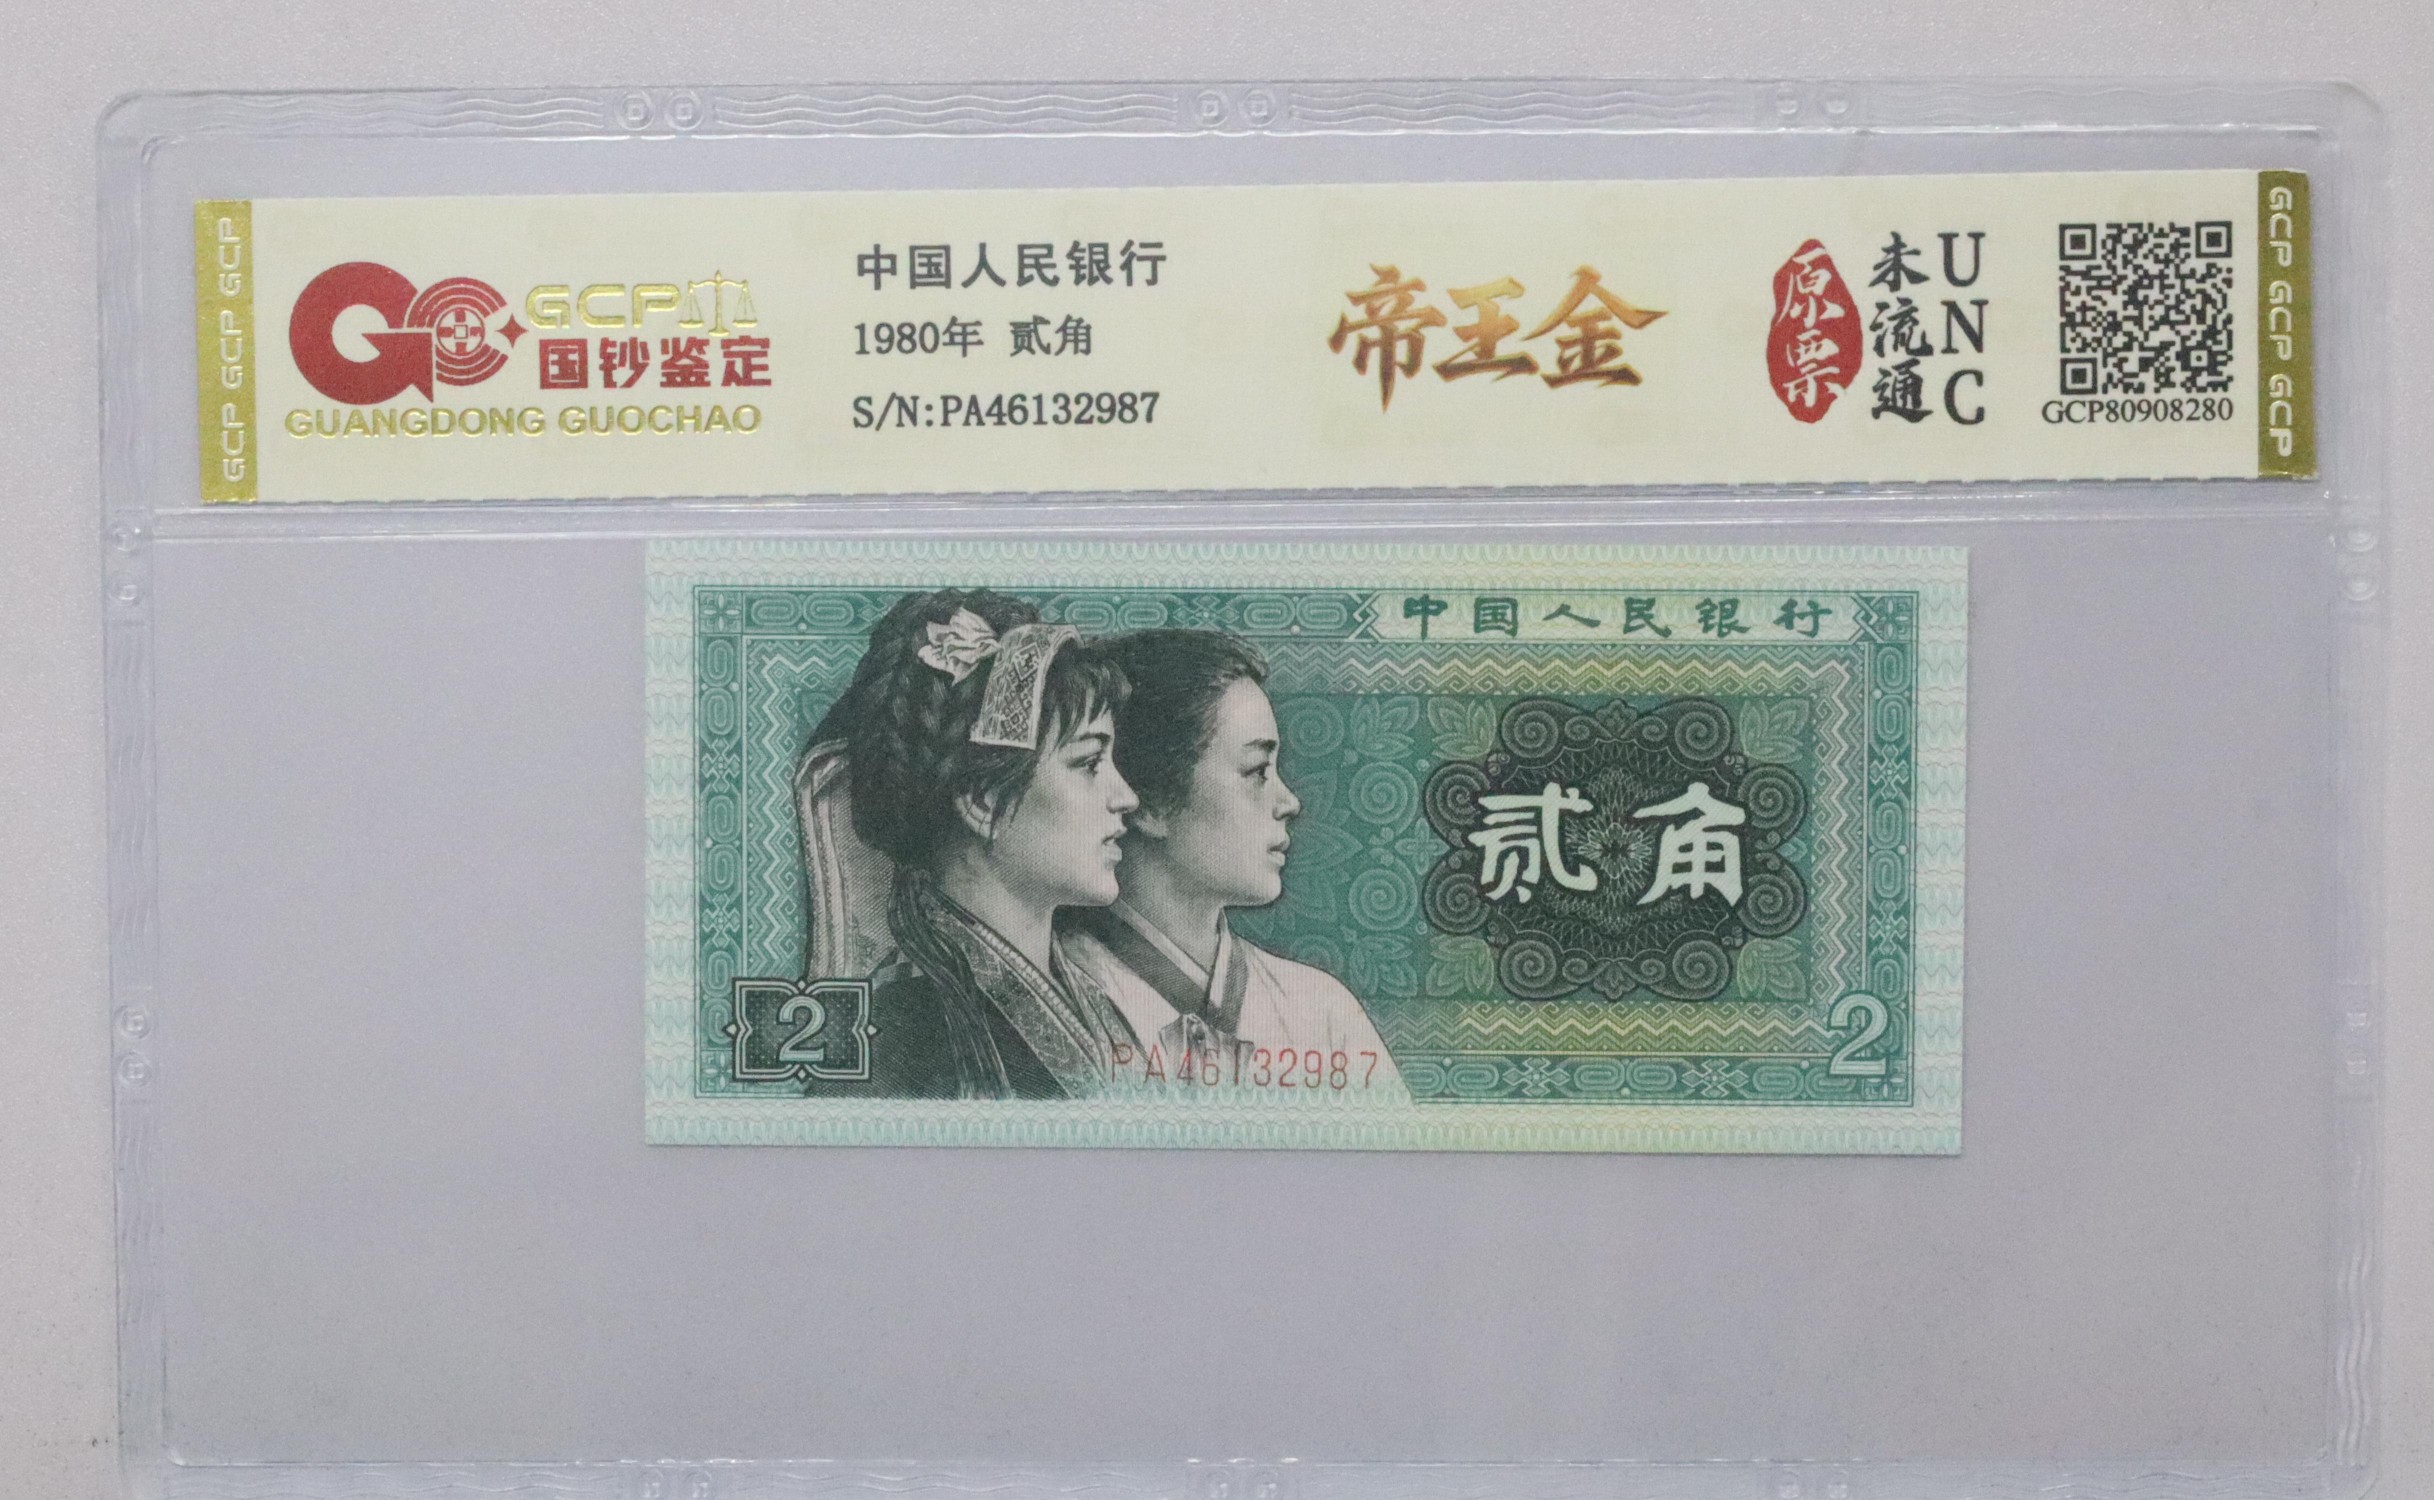 GCP GCP GCP
GCP
国钞鉴定
GUANGDONG GUOCHAO
中国人民银行
1980年 贰角
S/N:PA46132987
帝王金
原票
未流通
UNC
GCP80908280
GCP GCP GCP
中国人民银行
贰角
2
PA46132987
2